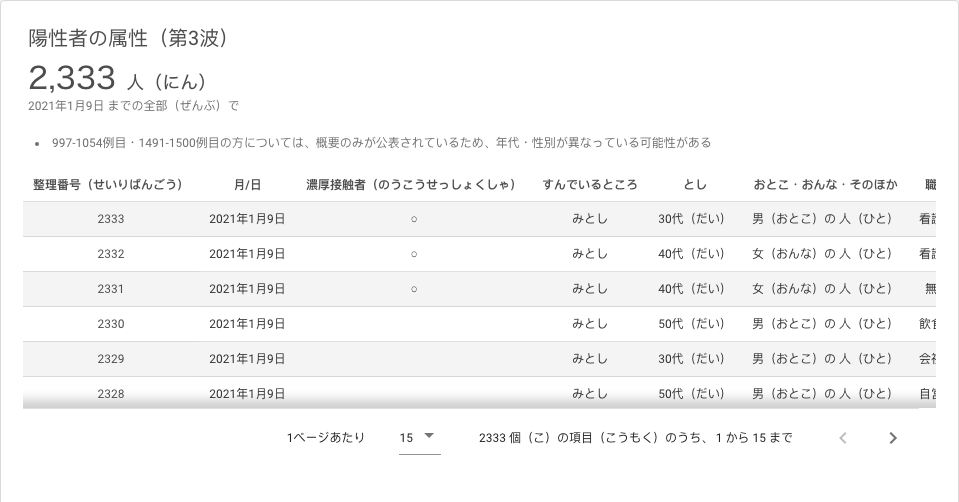 陽性者の属性（第3波）
2,333 人（にん）
2021年1月9日 までの全部（ぜんぶ）で
• 997-1054例目・1491-1500例目の方については、概要のみが公表されているため、年代・性別が異なっている可能性がある
整理番号（せいりばんごう） 月/日 濃厚接触者（のうこうせっしょくしゃ） すんでいるところ とし おとこ・おんな・そのほか 職
2333 2021年1月9日 ○ みとし 30代（だい） 男（おとこ）の 人（ひと） 看
2332 2021年1月9日 ○ みとし 40代（だい） 女（おんな）の 人（ひと） 看
2331 2021年1月9日 ○ みとし 40代（だい） 女（おんな）の 人（ひと） 無
2330 2021年1月9日 みとし 50代（だい） 男（おとこ）の 人（ひと） 飲食
2329 2021年1月9日 みとし 30代（だい） 男（おとこ）の 人（ひと） 会社
2328 2021年1月9日 みとし 50代（だい） 男（おとこ）の 人（ひと） 自営
1ページあたり 15 2333 個（こ）の項目（こうもく）のうち、1 から 15 まで